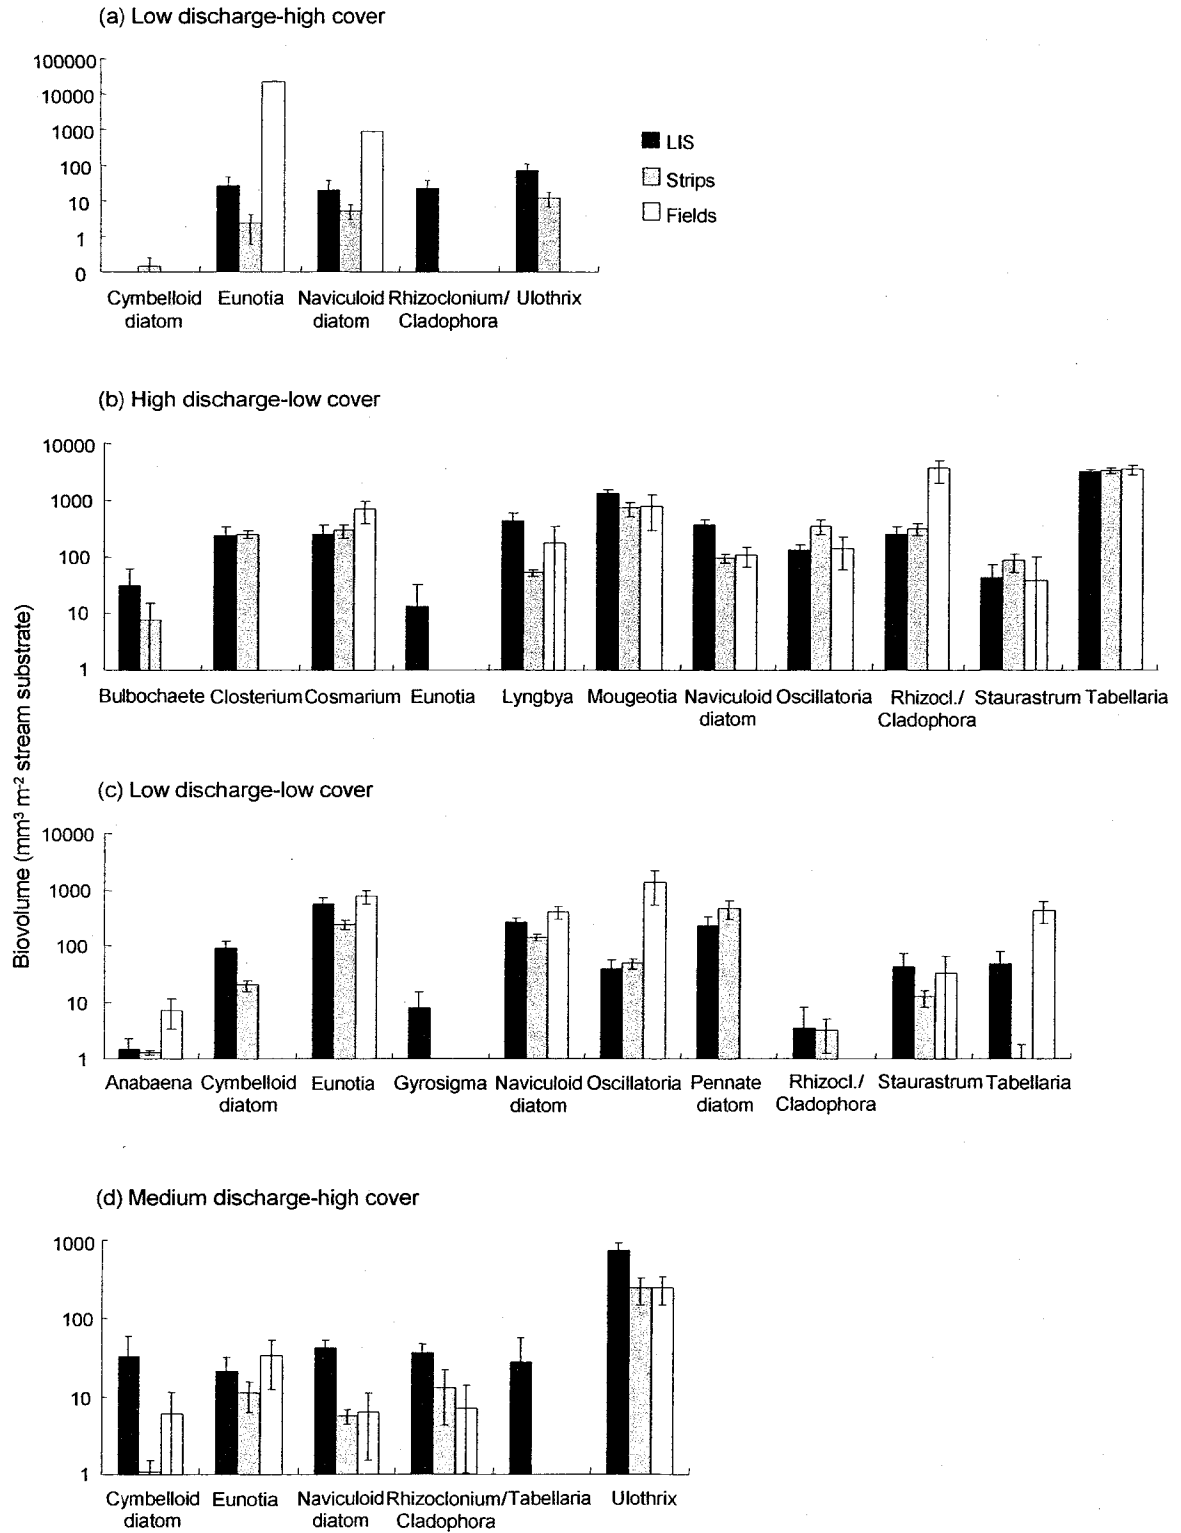 (a) Low discharge-high cover
100000
10000
1000
100
10
1
0
LIS
Strips
Fields
Cymbelloid diatom
Eunotia
Naviculoid diatom
Rhizoclonium/ Cladophora
Ulothrix
(b) High discharge-low cover
10000
1000
100
10
1
Bulbochaete
Closterium
Cosmarium
Eunotia
Lyngbya
Mougeotia
Naviculoid diatom
Oscillatoria
Rhizocl./ Cladophora
Staurastrum
Tabellaria
Biovolume (mm³ m⁻² stream substrate)
(c) Low discharge-low cover
10000
1000
100
10
1
Anabaena
Cymbelloid diatom
Eunotia
Gyrosigma
Naviculoid diatom
Oscillatoria
Pennate diatom
Rhizocl./ Cladophora
Staurastrum
Tabellaria
(d) Medium discharge-high cover
1000
100
10
1
Cymbelloid diatom
Eunotia
Naviculoid diatom
Rhizoclonium/ Cladophora
Tabellaria
Ulothrix